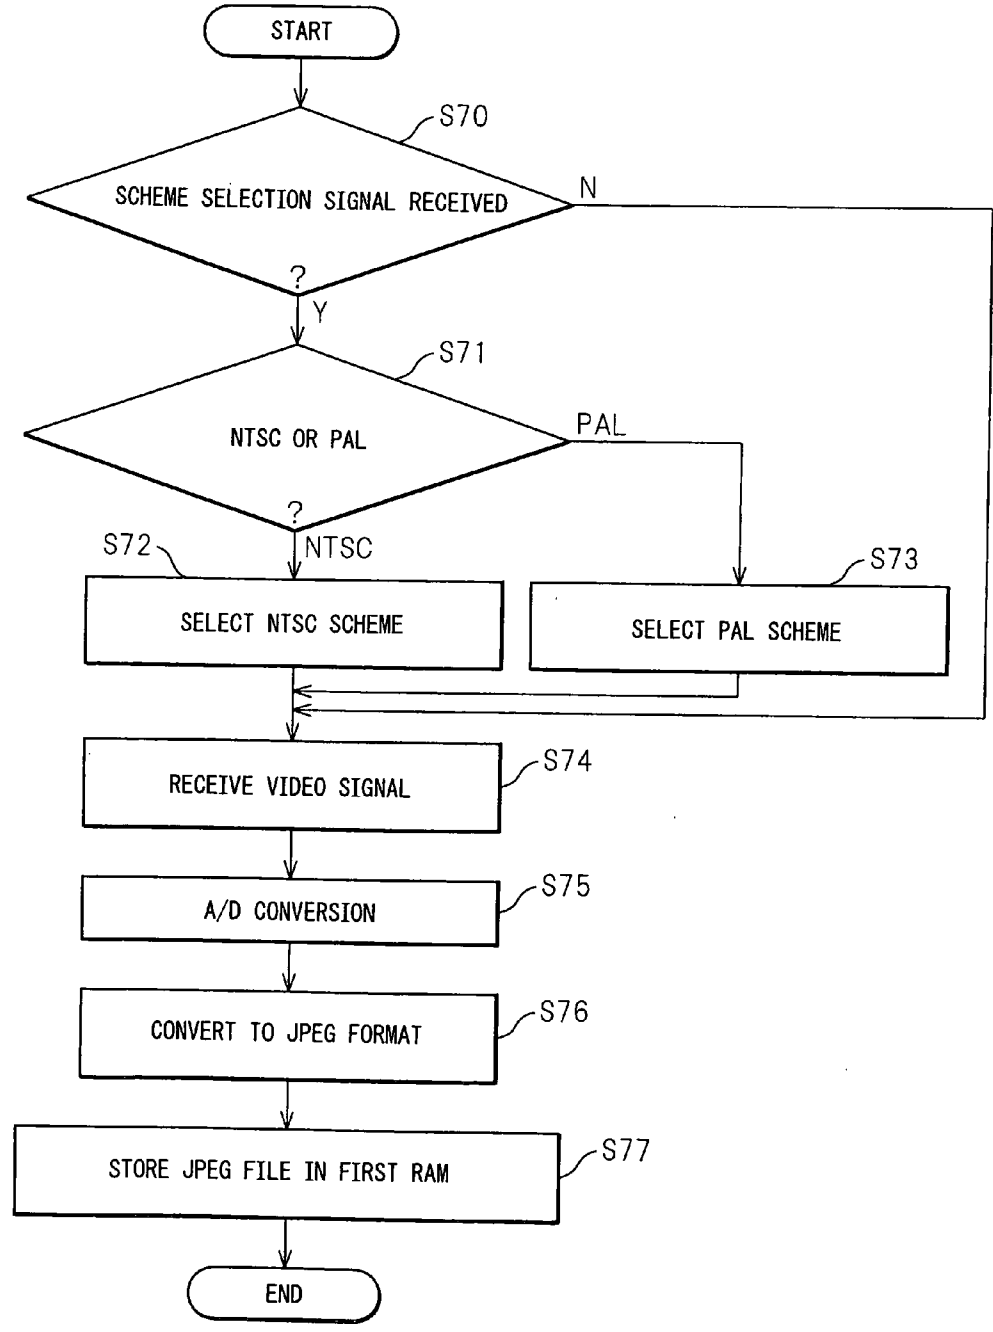 START
S70
SCHEME SELECTION SIGNAL RECEIVED
?
N
Y
S71
NTSC OR PAL
?
PAL
NTSC
S72
SELECT NTSC SCHEME
S73
SELECT PAL SCHEME
S74
RECEIVE VIDEO SIGNAL
S75
A/D CONVERSION
S76
CONVERT TO JPEG FORMAT
S77
STORE JPEG FILE IN FIRST RAM
END